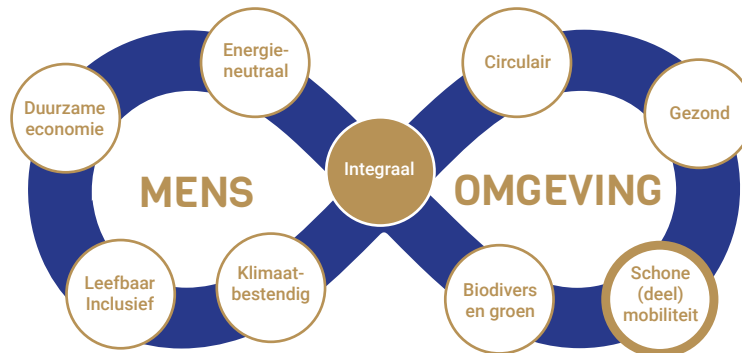 Energie-
neutraal
Circulair
Duurzame
economie
Gezond
Integraal
MENS
OMGEVING
Leefbaar
Inclusief
Klimaat-
bestendig
Biodivers
en groen
Schone
(deel)
mobiliteit